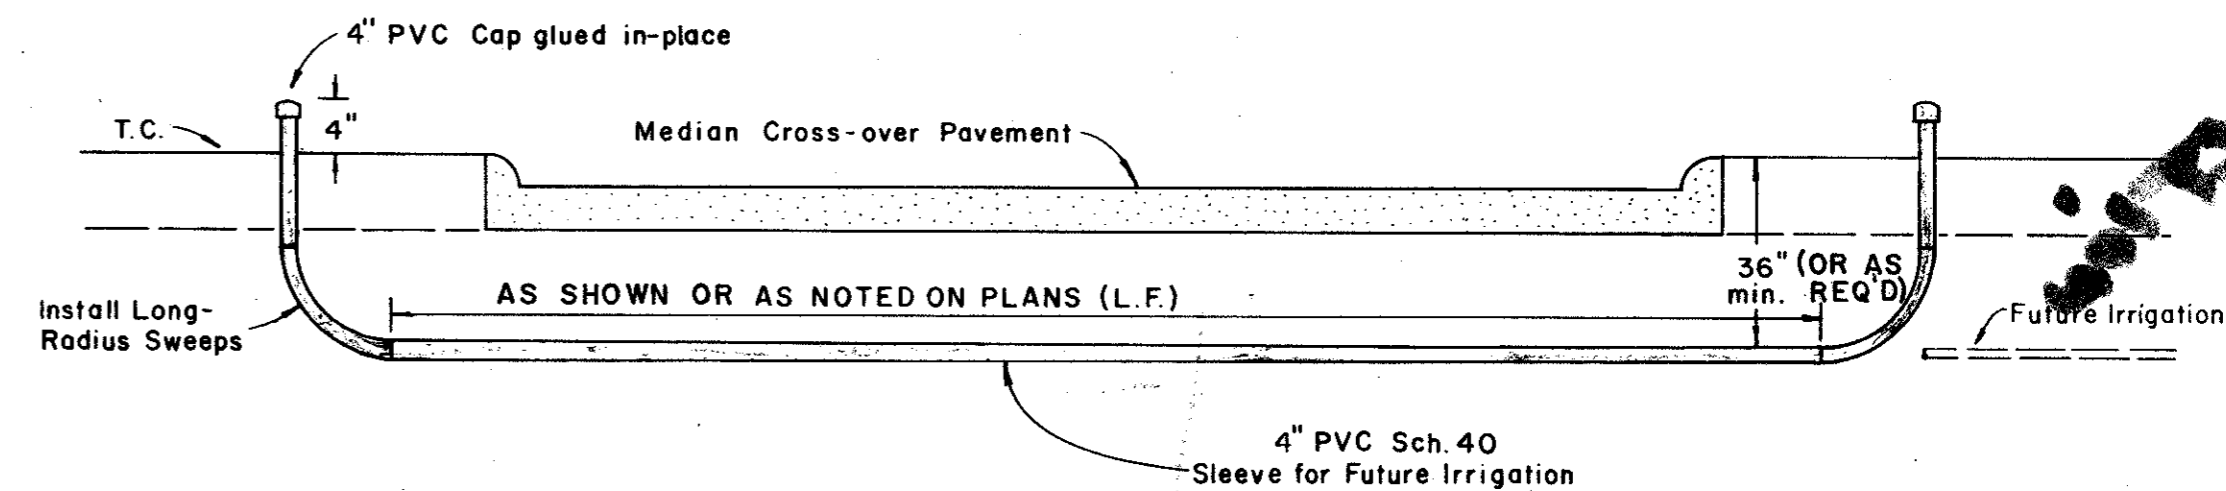 4" PVC Cap glued in-place
T.C.
4"
Median Cross-over Pavement
36" (OR AS
min. REQ'D)
AS SHOWN OR AS NOTED ON PLANS (L.F.)
Install Long-
Radius Sweeps
Future Irrigation
4" PVC Sch. 40
Sleeve for Future Irrigation